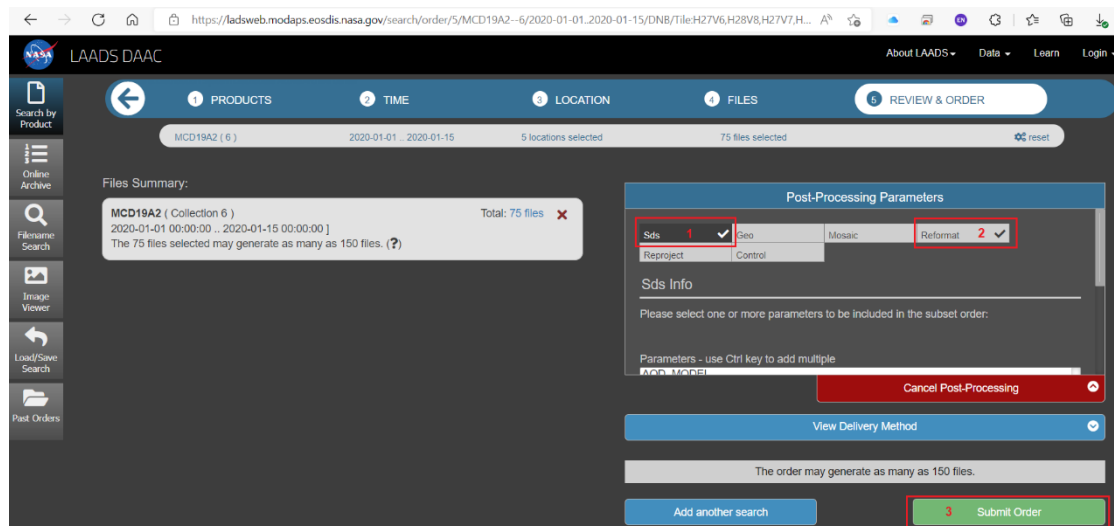 https://ladsweb.modaps.eosdis.nasa.gov/search/order/5/MCD19A2--6/2020-01-01..2020-01-15/DNB/Tile:H27V6,H28V8,H27V7,H...
NASA LAADS DAAC About LAADS Data Learn Login
Search by
Product
1 PRODUCTS 2 TIME 3 LOCATION 4 FILES 5 REVIEW & ORDER
MCD19A2 ( 6 ) 2020-01-01 .. 2020-01-15 5 locations selected 75 files selected reset
Online
Archive
Filename
Search
Image
Viewer
Load/Save
Search
Past Orders
Files Summary:
MCD19A2 ( Collection 6 ) Total: 75 files
2020-01-01 00:00:00 .. 2020-01-15 00:00:00 ]
The 75 files selected may generate as many as 150 files. (?)
Post-Processing Parameters
Sds 1 Geo Mosaic Reformat 2
Reproject Control
Sds Info
Please select one or more parameters to be included in the subset order:
Parameters - use Ctrl key to add multiple
AOD_MODEL
Cancel Post-Processing
View Delivery Method
The order may generate as many as 150 files.
Add another search 3 Submit Order